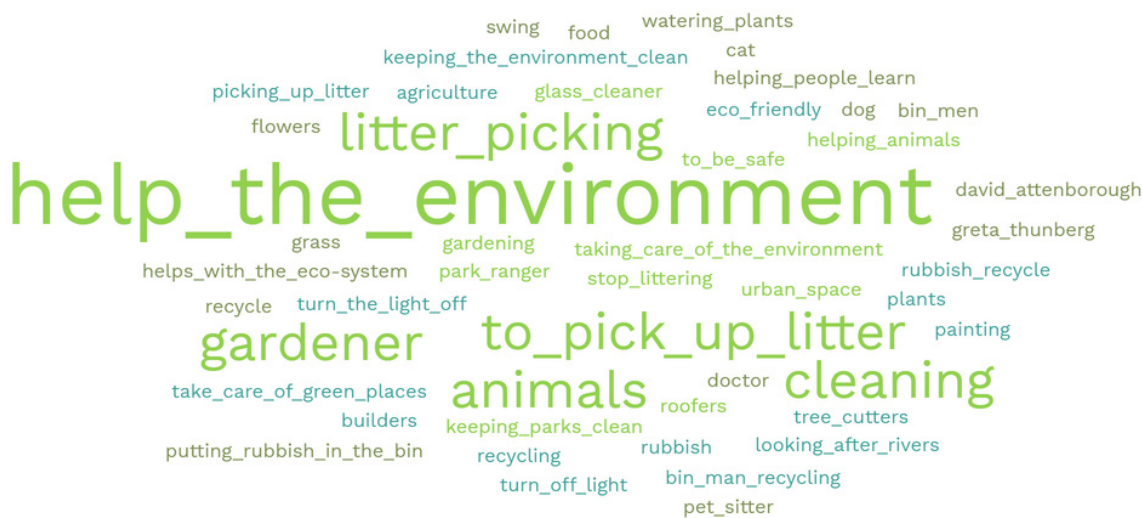 swing food watering_plants
keeping_the_environment_clean cat
helping_people_learn
picking_up_litter agriculture glass_cleaner
eco_friendly dog bin_men
flowers litter_picking helping_animals
to_be_safe
help_the_environment david_attenborough
greta_thunberg
grass gardening taking_care_of_the_environment
helps_with_the_eco-system park_ranger stop_littering rubbish_recycle
urban_space plants
recycle turn_the_light_off
gardener to_pick_up_litter painting
take_care_of_green_places animals doctor cleaning
roofers
builders keeping_parks_clean tree_cutters
putting_rubbish_in_the_bin recycling rubbish looking_after_rivers
turn_off_light bin_man_recycling
pet_sitter